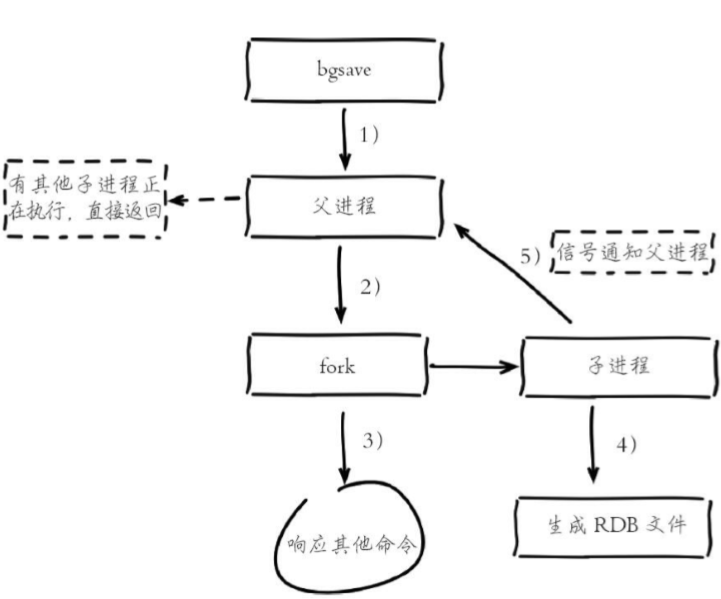 bgsave
1)
有其他子进程正
在执行，直接返回
父进程
5)
信号通知父进程
2)
fork
子进程
3)
4)
响应其他命令
生成 RDB 文件